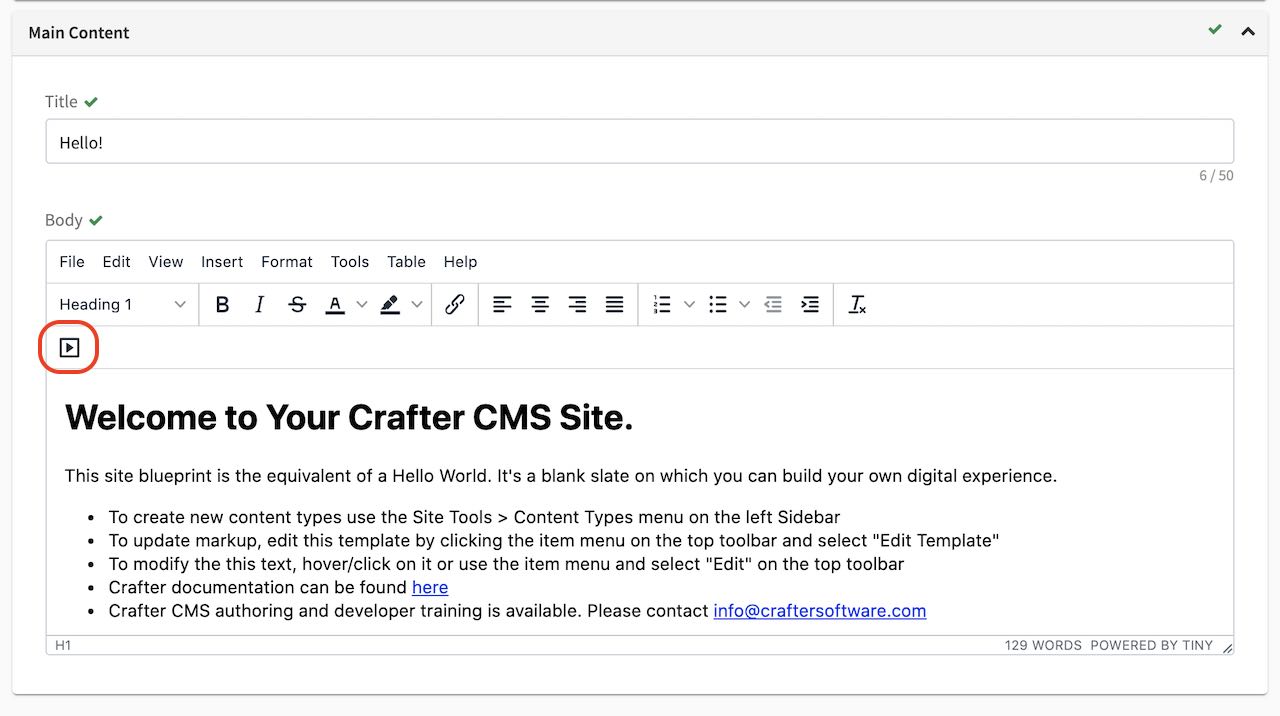 Main Content
Title
Hello!
6 / 50
Body
File Edit View Insert Format Tools Table Help
Heading 1 B I S A
Welcome to Your Crafter CMS Site.
This site blueprint is the equivalent of a Hello World. It's a blank slate on which you can build your own digital experience.
• To create new content types use the Site Tools > Content Types menu on the left Sidebar
• To update markup, edit this template by clicking the item menu on the top toolbar and select "Edit Template"
• To modify the this text, hover/click on it or use the item menu and select "Edit" on the top toolbar
• Crafter documentation can be found here
• Crafter CMS authoring and developer training is available. Please contact info@craftersoftware.com
H1 129 WORDS POWERED BY TINY